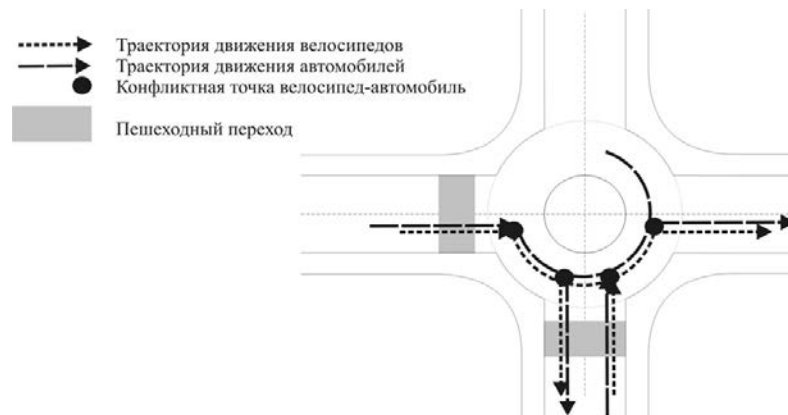 Траектория движения велосипедов
Траектория движения автомобилей
Конфликтная точка велосипед-автомобиль
Пешеходный переход